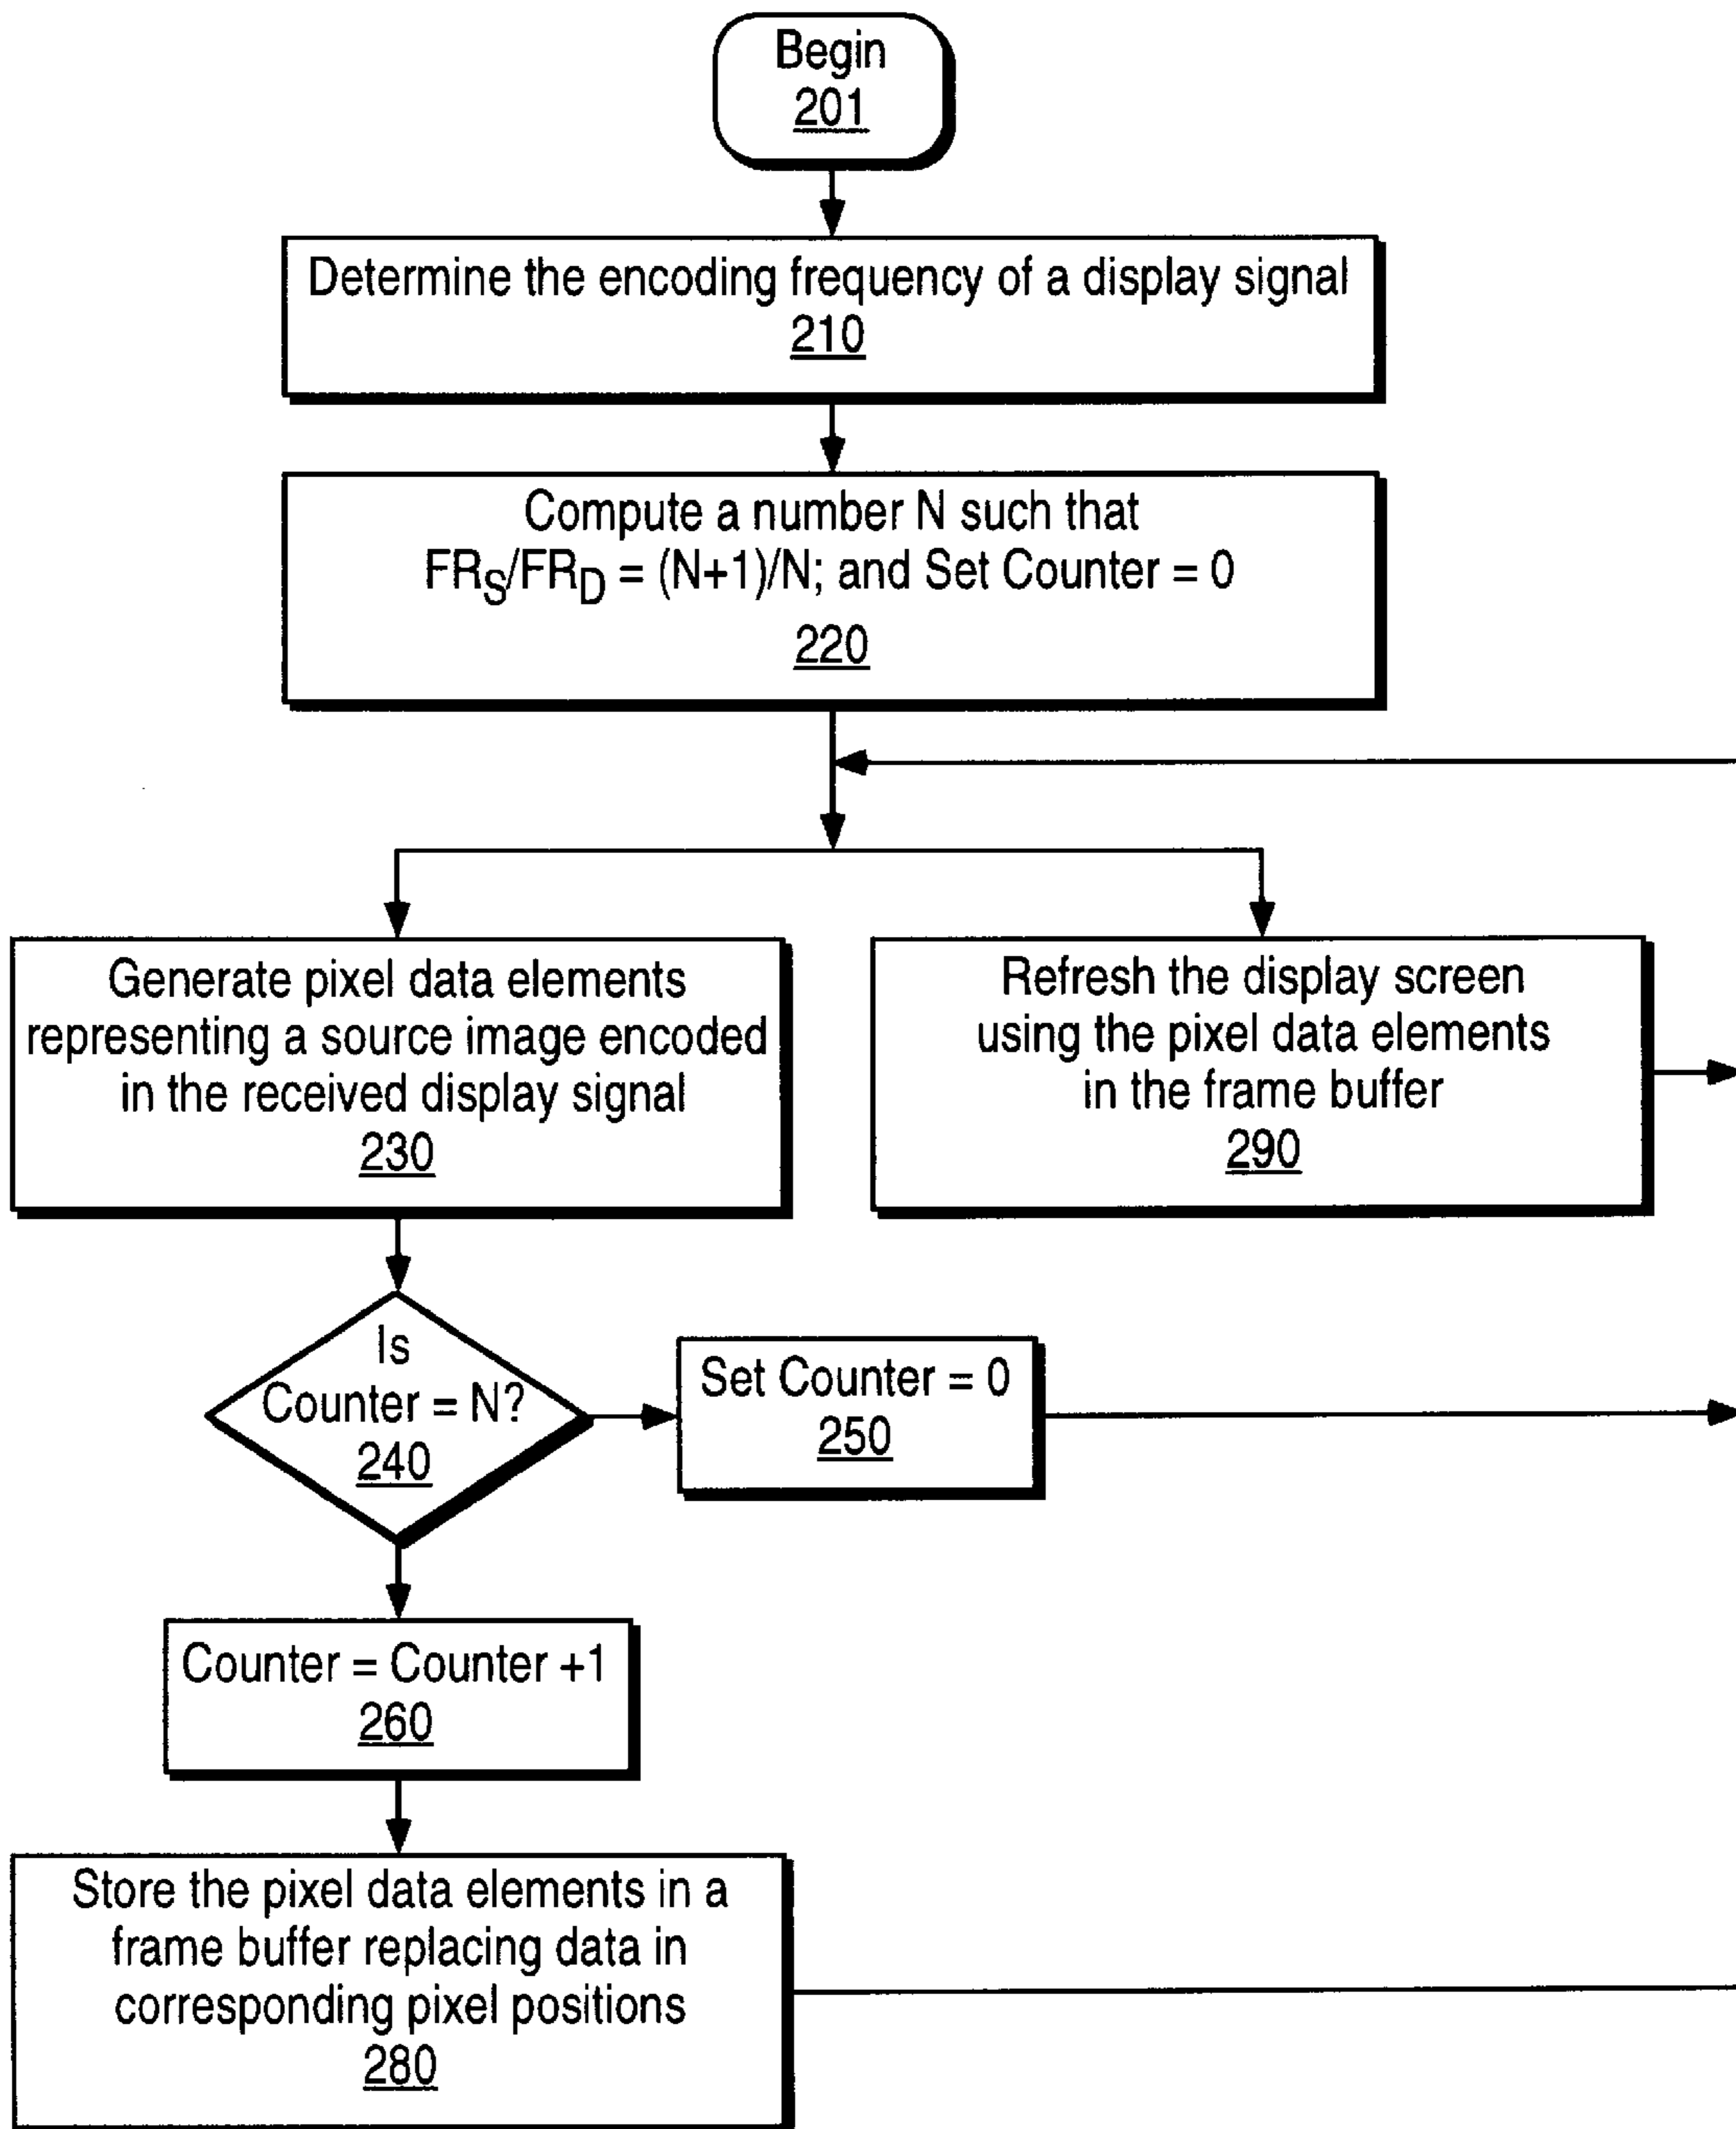 Begin
201
Determine the encoding frequency of a display signal
210
Compute a number N such that
FR_S/FR_D = (N+1)/N; and Set Counter = 0
220
Generate pixel data elements
representing a source image encoded
in the received display signal
230
Refresh the display screen
using the pixel data elements
in the frame buffer
290
Is
Counter = N?
240
Set Counter = 0
250
Counter = Counter +1
260
Store the pixel data elements in a
frame buffer replacing data in
corresponding pixel positions
280